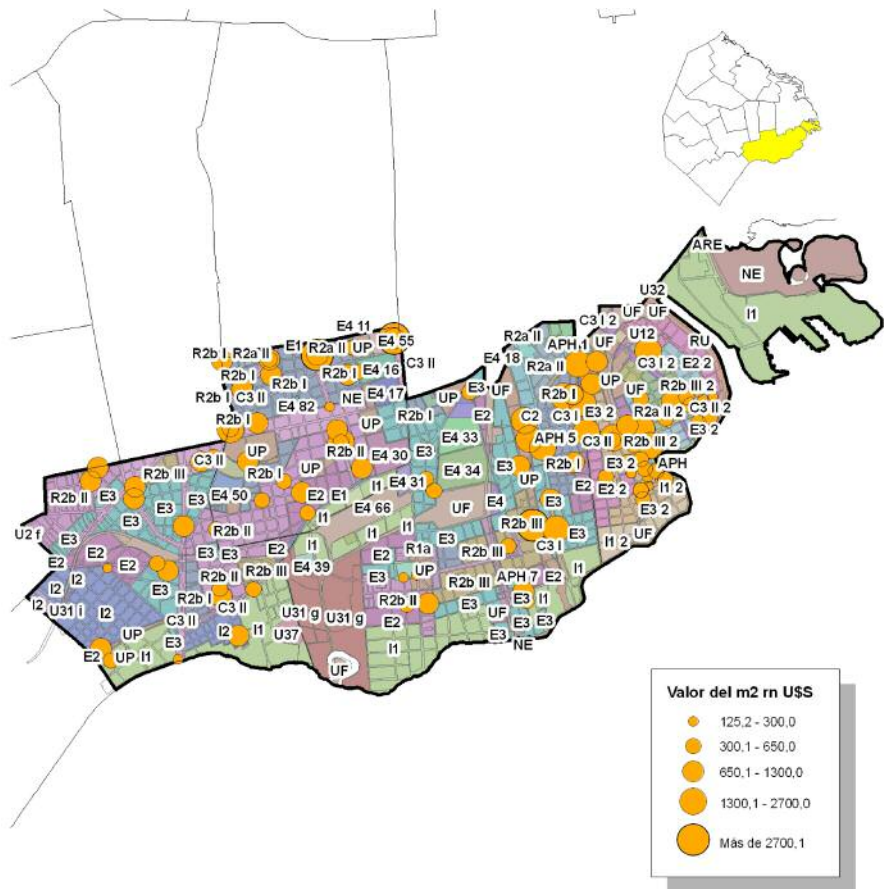 ARE
NE
U32
I1
C3 I 2
UF
UF
E4 11
R2a II
U12
E1
R2a II
E4 55
APH 1
UF
RU
R2b I
R2a II
UP
C3 II
E4 18
R2a II
UP
C3 I 2
E2 2
R2b I
R2b I
E4 16
E3
UF
R2b I
R2b III 2
R2b I
C3 II
NE
E4 17
UP
E2
C3 I
E3 2
R2a II 2
C3 II 2
R2b I
E4 82
R2b I
C2
E3 2
UP
E4 33
APH 5
C3 II
R2b III 2
UP
R2b II
E4 30
R2b III
C3 II
R2b I
UP
E4 34
R2b I
E3 2
APH
R2b II
E3
E3
E4 50
E2
E1
I1
E4 31
UP
E2
E2 2
I1 2
E3
E4 66
UF
E4
E3
E3 2
U2 f
R2b II
I1
I1
R2b III
UF
E3
E3
E3
E2
I1
R1a
R2b III
C3 I
E3
I1 2
E2
E2
I2
R2b II
R2b III
E4 39
E3
UP
R2b III
APH 7
E2
I1
I2
I2
R2b I
C3 II
R2b II
E3
E3
I1
U31 i
U31 g
U31 g
E2
UF
E3
UP
C3 II
I2
I1
U37
I1
E3
E3
E2
UP
I1
E3
NE
UF
Valor del m2 rn U$S
125,2 - 300,0
300,1 - 650,0
650,1 - 1300,0
1300,1 - 2700,0
Más de 2700,1